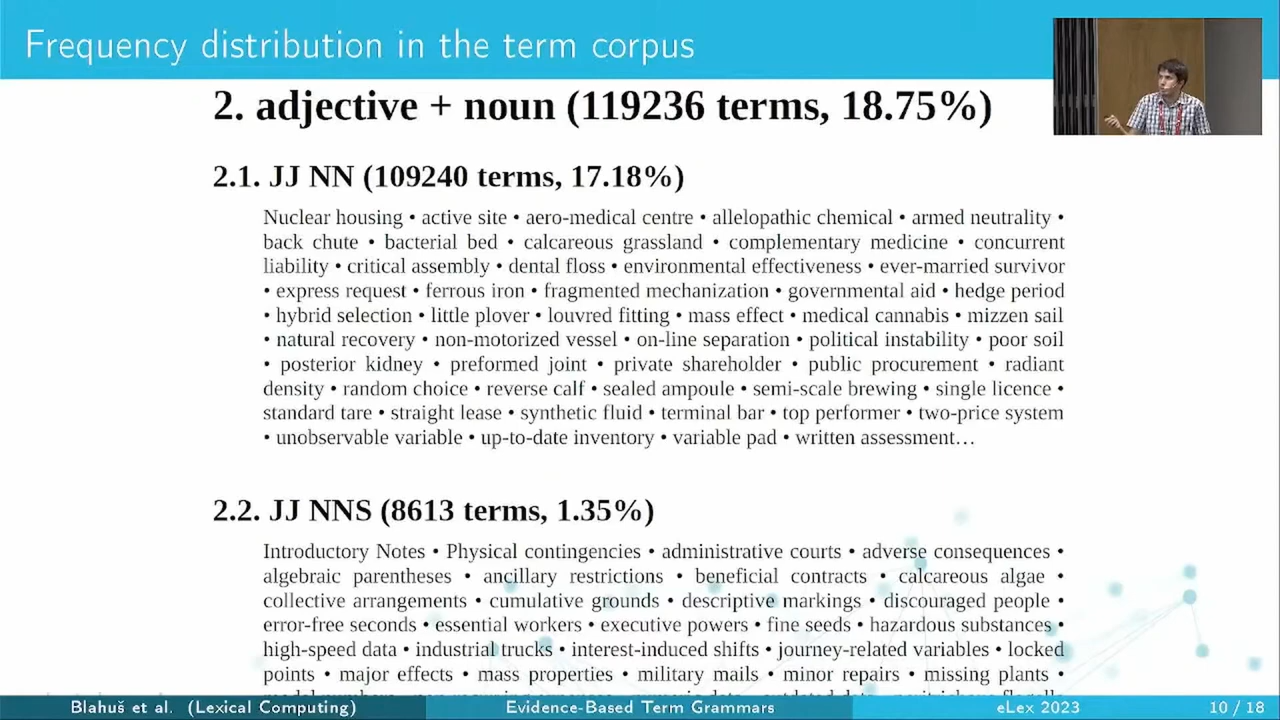 Frequency distribution in the term corpus
2. adjective + noun (119236 terms, 18.75%)
2.1. JJ NN (109240 terms, 17.18%)
Nuclear housing • active site • aero-medical centre • allelopathic chemical • armed neutrality •
back chute • bacterial bed • calcareous grassland • complementary medicine • concurrent
liability • critical assembly • dental floss • environmental effectiveness • ever-married survivor
• express request • ferrous iron • fragmented mechanization • governmental aid • hedge period
• hybrid selection • little plover • louvred fitting • mass effect • medical cannabis • mizzen sail
• natural recovery • non-motorized vessel • on-line separation • political instability • poor soil
• posterior kidney • preformed joint • private shareholder • public procurement • radiant
density • random choice • reverse calf • sealed ampoule • semi-scale brewing • single licence •
standard tare • straight lease • synthetic fluid • terminal bar • top performer • two-price system
• unobservable variable • up-to-date inventory • variable pad • written assessment…
2.2. JJ NNS (8613 terms, 1.35%)
Introductory Notes • Physical contingencies • administrative courts • adverse consequences •
algebraic parentheses • ancillary restrictions • beneficial contracts • calcareous algae •
collective arrangements • cumulative grounds • descriptive markings • discouraged people •
error-free seconds • essential workers • executive powers • fine seeds • hazardous substances •
high-speed data • industrial trucks • interest-induced shifts • journey-related variables • locked
points • major effects • mass properties • military mails • minor repairs • missing plants •
Blahuš et al. (Lexical Computing)
Evidence-Based Term Grammars
eLex 2023
10 / 18